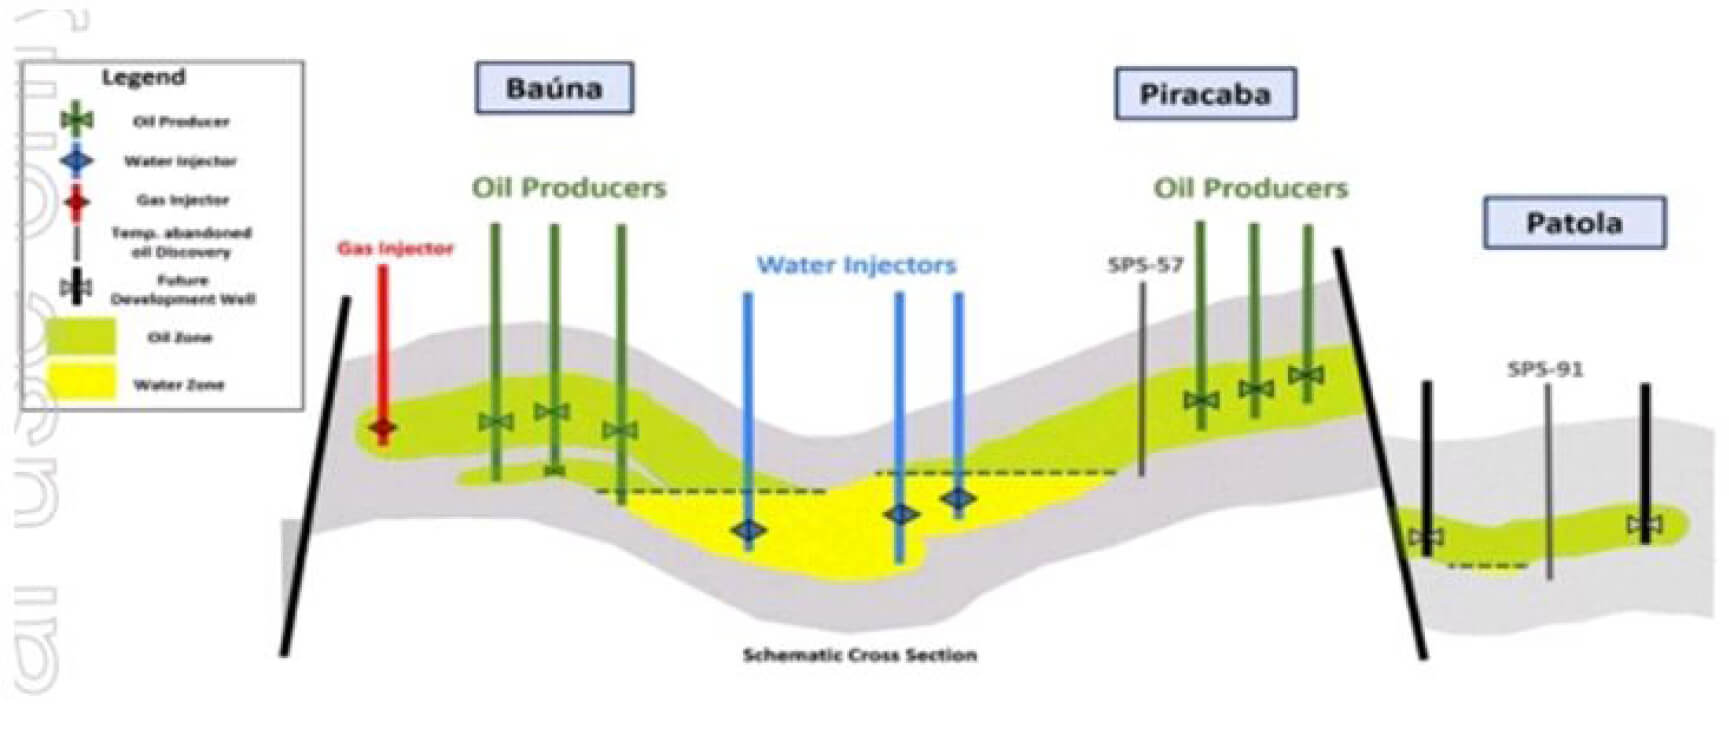 Legend
Oil Producer
Water Injector
Gas Injector
Temp. abandoned
oil Discovery
Future
Development Well
Oil Zone
Water Zone
Baúna
Oil Producers
Gas Injector
Water Injectors
Piracaba
Oil Producers
SPS-57
Patola
SPS-91
Schematic Cross Section